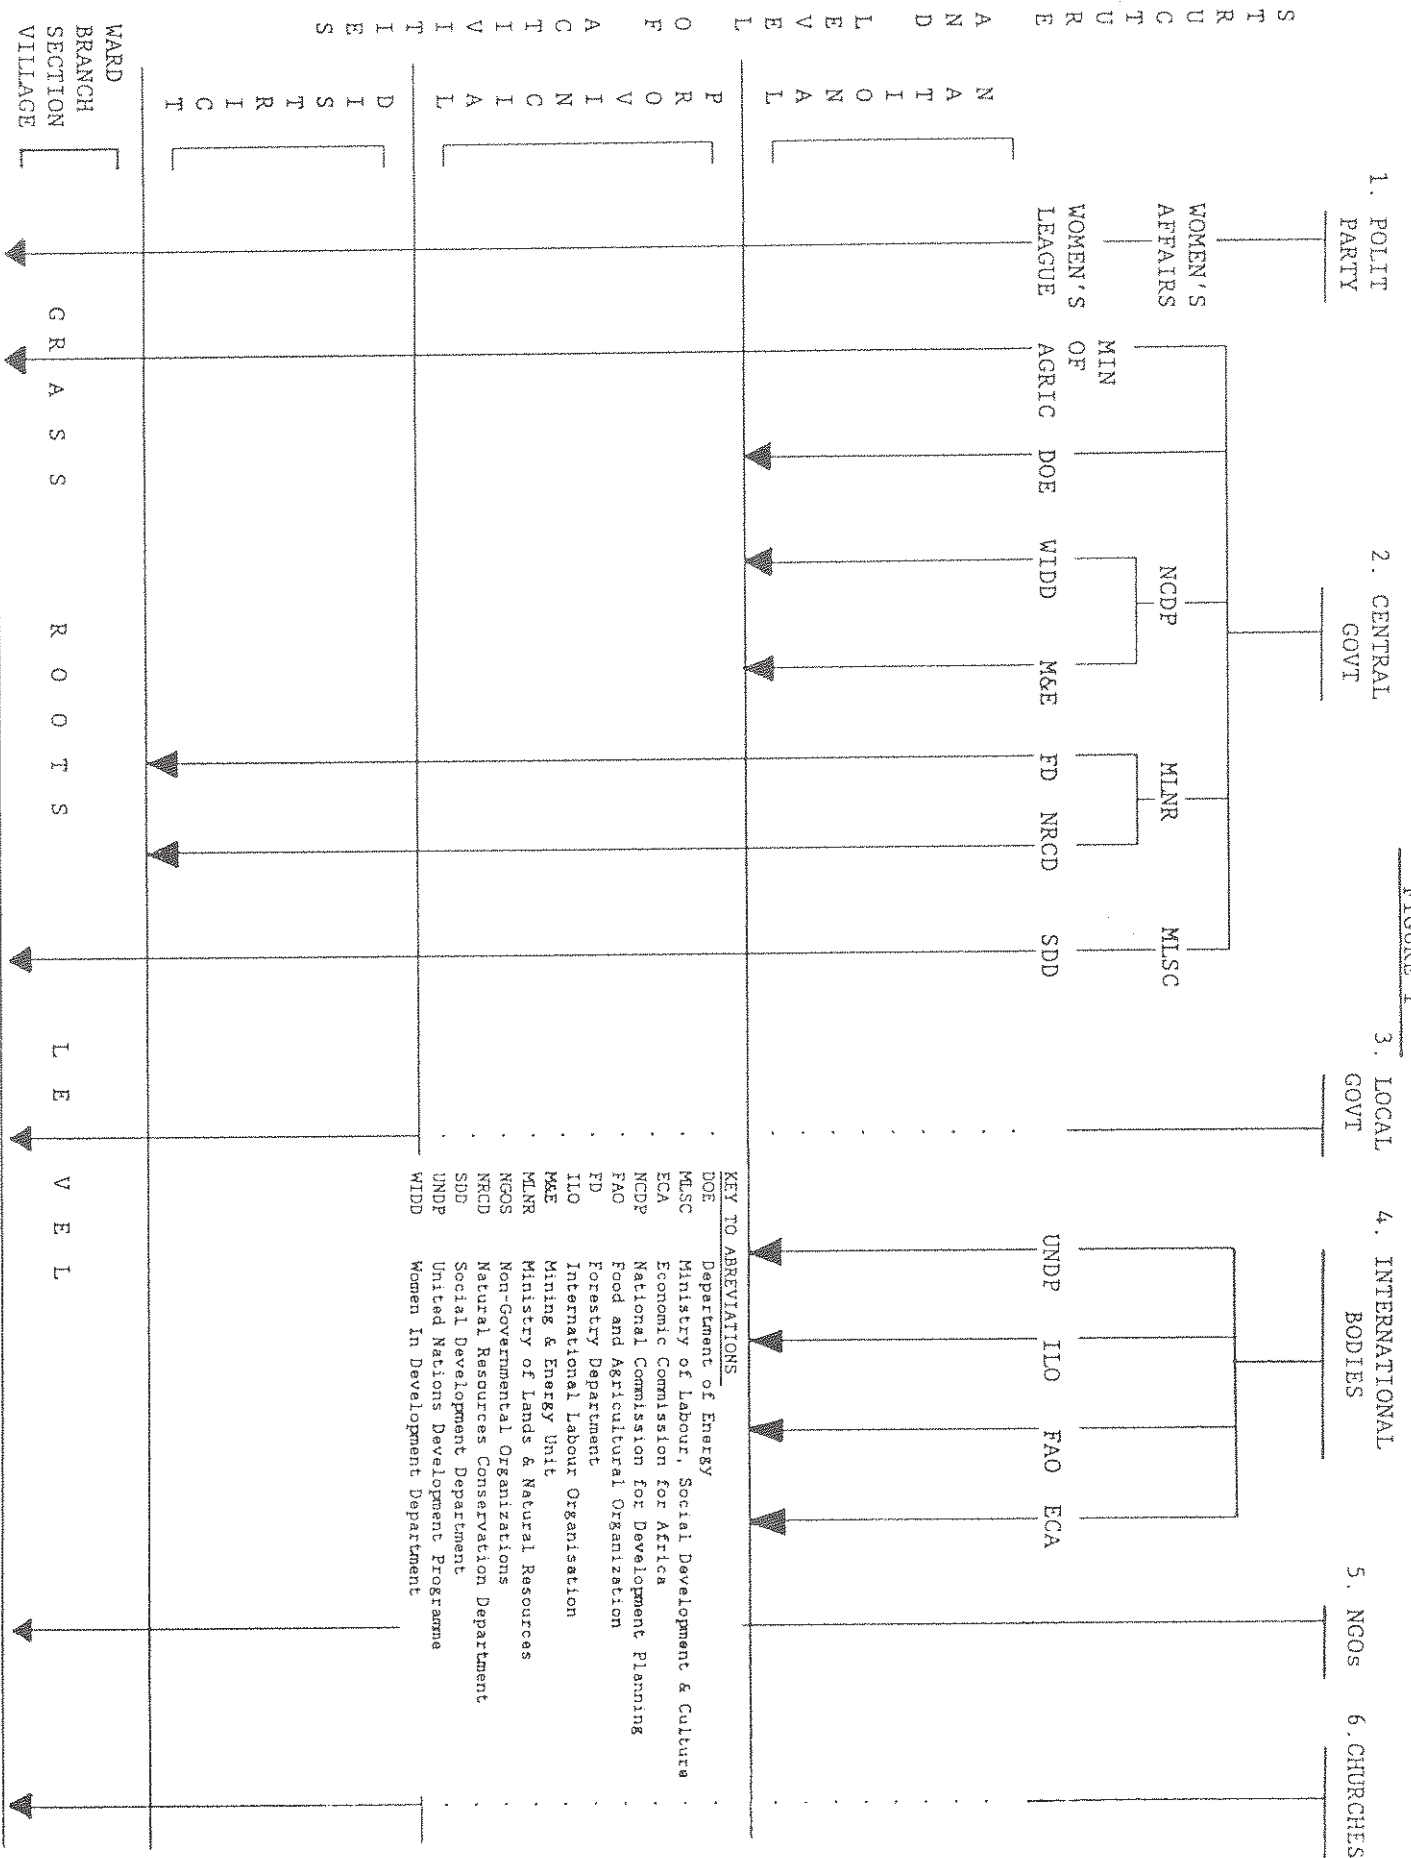 FIGURE 1
1. POLIT
PARTY
2. CENTRAL
GOVT
3. LOCAL
GOVT
4. INTERNATIONAL
BODIES
5. NGOs
6.CHURCHES
WOMEN'S
AFFAIRS
WOMEN'S
LEAGUE
MIN
OF
AGRIC
DOE
NCDP
WIDD
M&E
MLNR
FD
NRCD
MLSC
SDD
UNDP
ILO
FAO
ECA
STRUCTURE AND LEVEL OF ACTIVITIES
NATIONAL
PROVINCIAL
DISTRICT
WARD
BRANCH
SECTION
VILLAGE
GRASS ROOTS LEVEL
KEY TO ABREVIATIONS
DOE Department of Energy
MLSC Ministry of Labour, Social Development & Culture
ECA Economic Commission for Africa
NCDP National Commission for Development Planning
FAO Food and Agricultural Organization
FD Forestry Department
ILO International Labour Organisation
M&E Mining & Energy Unit
MLNR Ministry of Lands & Natural Resources
NGOS Non-Governmental Organizations
NRCD Natural Resources Conservation Department
SDD Social Development Department
UNDP United Nations Development Programme
WIDD Women In Development Department